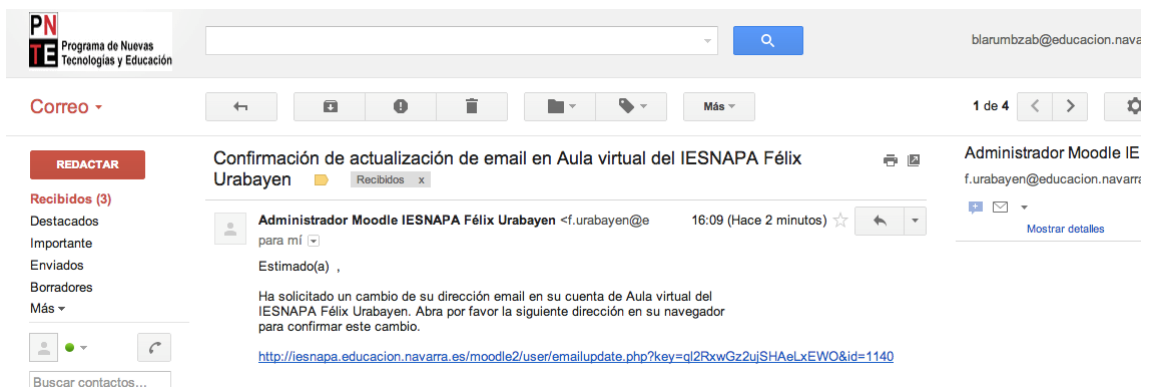 PN
TE Programa de Nuevas
Tecnologías y Educación
blarumbzab@educacion.nava
Correo
Más
1 de 4
REDACTAR
Recibidos (3)
Destacados
Importante
Enviados
Borradores
Más
Buscar contactos...
Confirmación de actualización de email en Aula virtual del IESNAPA Félix
Urabayen Recibidos x
Administrador Moodle IESNAPA Félix Urabayen <f.urabayen@e 16:09 (Hace 2 minutos)
para mí
Estimado(a) ,
Ha solicitado un cambio de su dirección email en su cuenta de Aula virtual del
IESNAPA Félix Urabayen. Abra por favor la siguiente dirección en su navegador
para confirmar este cambio.
http://iesnapa.educacion.navarra.es/moodle2/user/emailupdate.php?key=ql2RxwGz2ujSHAeLxEWO&id=1140
Administrador Moodle IE
f.urabayen@educacion.navarra
Mostrar detalles